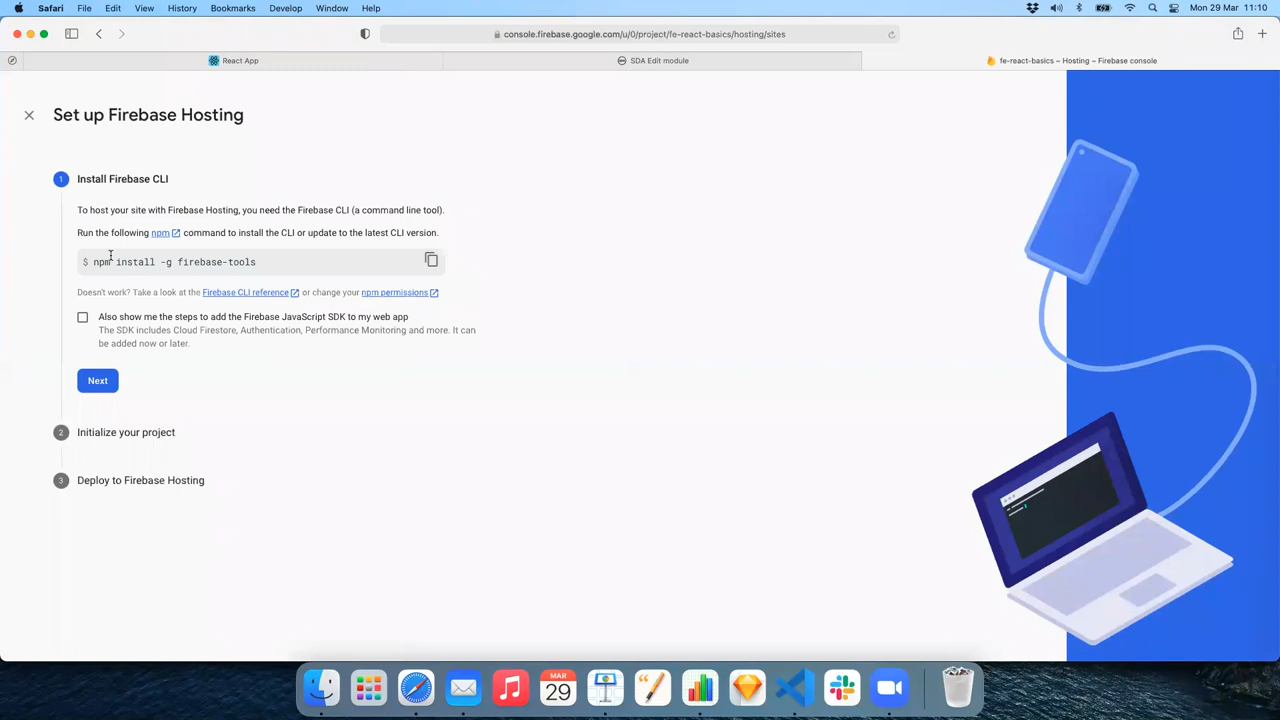 Safari File Edit View History Bookmarks Develop Window Help Mon 29 Mar 11:10
console.firebase.google.com/u/0/project/fe-react-basics/hosting/sites
React App SDA Edit module fe-react-basics – Hosting – Firebase console
Set up Firebase Hosting
1 Install Firebase CLI
To host your site with Firebase Hosting, you need the Firebase CLI (a command line tool).
Run the following npm command to install the CLI or update to the latest CLI version.
$ npm install -g firebase-tools
Doesn't work? Take a look at the Firebase CLI reference or change your npm permissions
Also show me the steps to add the Firebase JavaScript SDK to my web app
The SDK includes Cloud Firestore, Authentication, Performance Monitoring and more. It can
be added now or later.
Next
2 Initialize your project
3 Deploy to Firebase Hosting
MAR
29